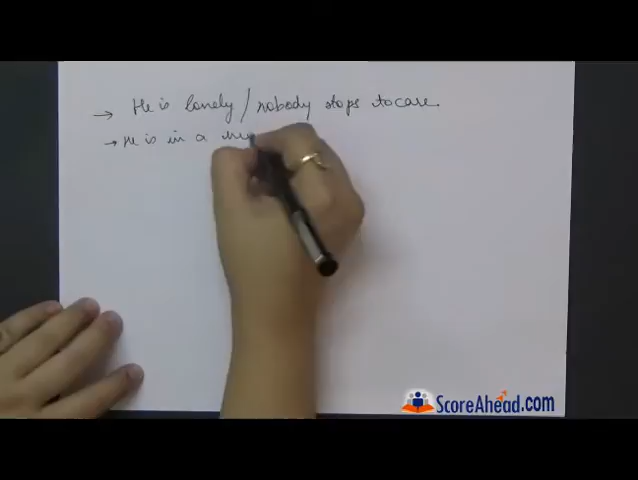 → He is lonely / nobody stops to care.
→ He is in a
ScoreAhead.com